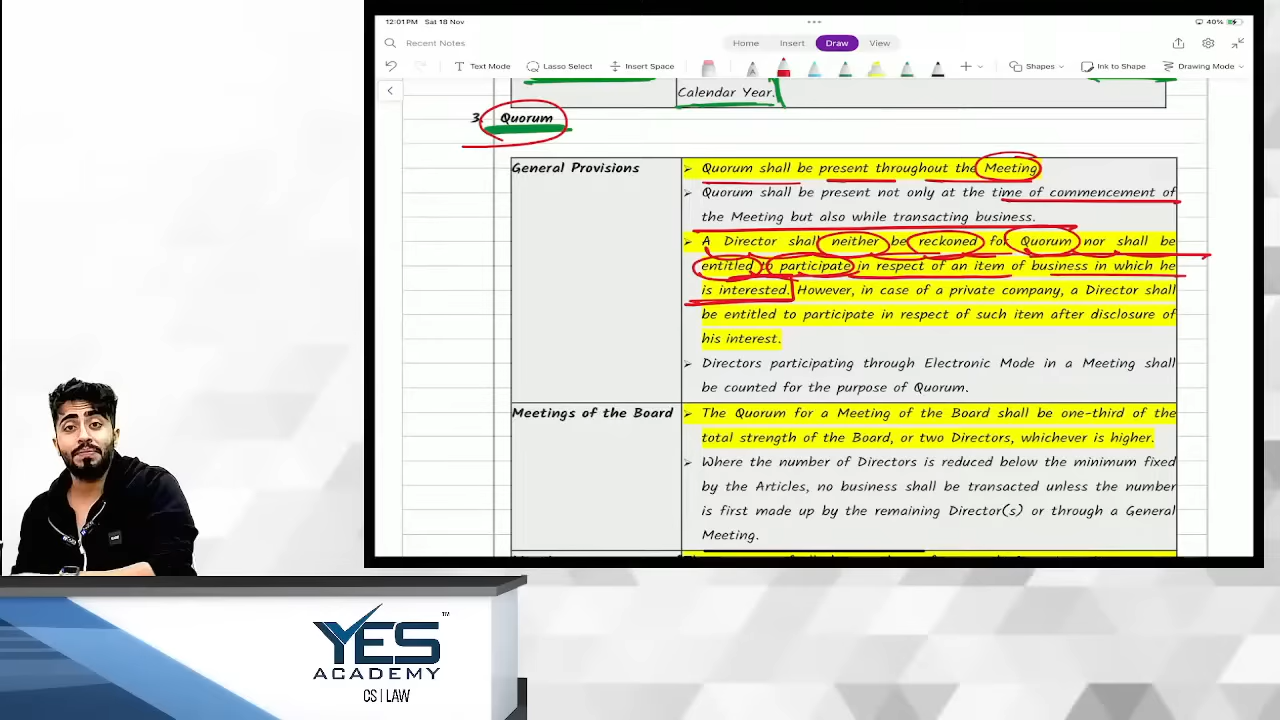 12:01 PM Sat 18 Nov
40%
Recent Notes
Home Insert Draw View
Text Mode Lasso Select Insert Space Shapes Ink to Shape Drawing Mode
Calendar Year.
3. Quorum
General Provisions
➢ Quorum shall be present throughout the Meeting
➢ Quorum shall be present not only at the time of commencement of
the Meeting but also while transacting business.
➢ A Director shall neither be reckoned for Quorum nor shall be
entitled to participate in respect of an item of business in which he
is interested. However, in case of a private company, a Director shall
be entitled to participate in respect of such item after disclosure of
his interest.
➢ Directors participating through Electronic Mode in a Meeting shall
be counted for the purpose of Quorum.
Meetings of the Board
➢ The Quorum for a Meeting of the Board shall be one-third of the
total strength of the Board, or two Directors, whichever is higher.
➢ Where the number of Directors is reduced below the minimum fixed
by the Articles, no business shall be transacted unless the number
is first made up by the remaining Director(s) or through a General
Meeting.
YES
TM
ACADEMY
CS | LAW